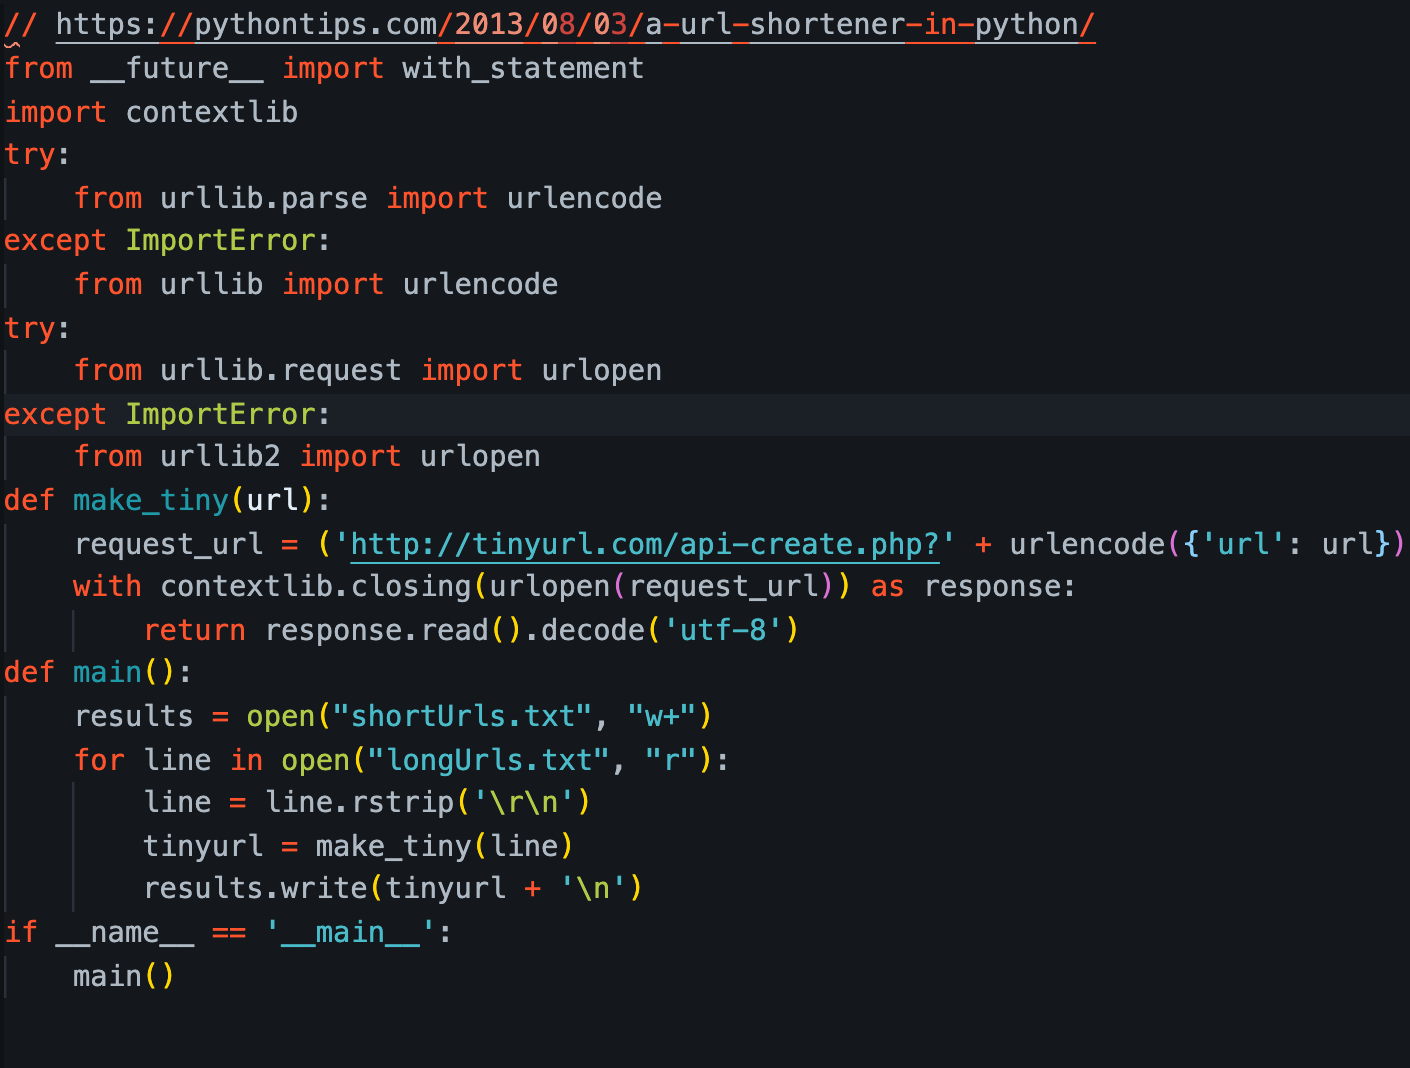 // https://pythontips.com/2013/08/03/a-url-shortener-in-python/
from __future__ import with_statement
import contextlib
try:
    from urllib.parse import urlencode
except ImportError:
    from urllib import urlencode
try:
    from urllib.request import urlopen
except ImportError:
    from urllib2 import urlopen
def make_tiny(url):
    request_url = ('http://tinyurl.com/api-create.php?' + urlencode({'url': url})
    with contextlib.closing(urlopen(request_url)) as response:
        return response.read().decode('utf-8')
def main():
    results = open("shortUrls.txt", "w+")
    for line in open("longUrls.txt", "r"):
        line = line.rstrip('\r\n')
        tinyurl = make_tiny(line)
        results.write(tinyurl + '\n')
if __name__ == '__main__':
    main()